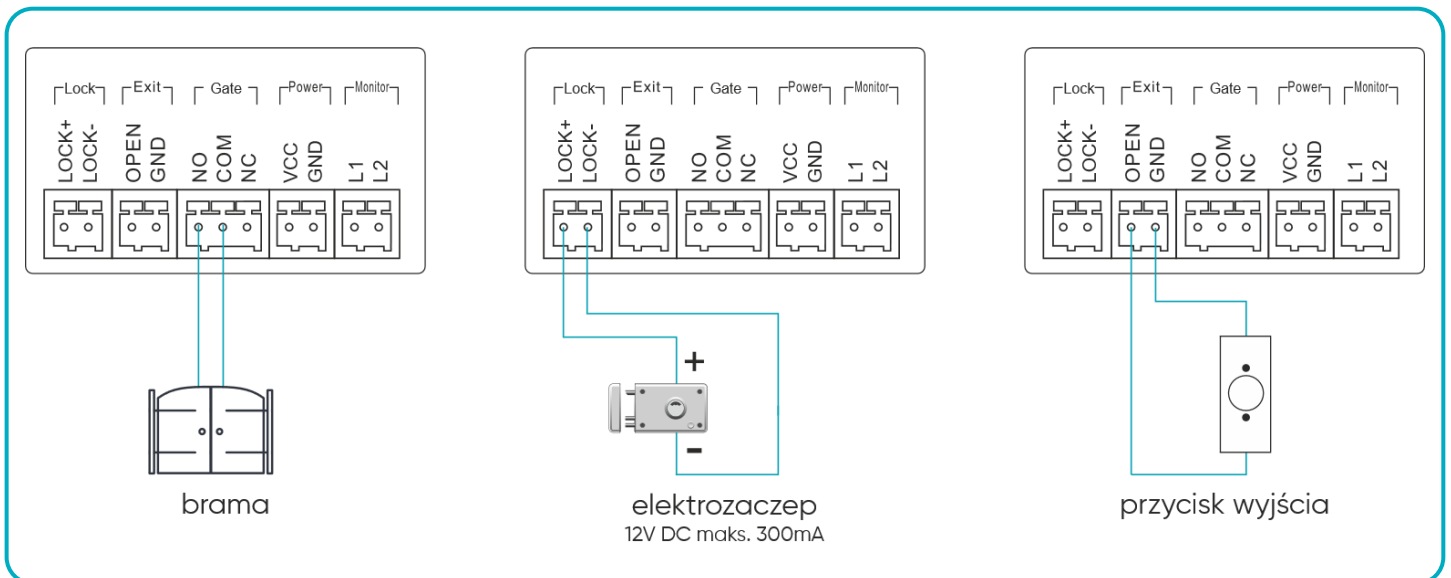 Lock Exit Gate Power Monitor
LOCK+ LOCK- OPEN GND NO COM NC VCC GND L1 L2
brama
Lock Exit Gate Power Monitor
LOCK+ LOCK- OPEN GND NO COM NC VCC GND L1 L2
+
-
elektrozaczep
12V DC maks. 300mA
Lock Exit Gate Power Monitor
LOCK+ LOCK- OPEN GND NO COM NC VCC GND L1 L2
przycisk wyjścia